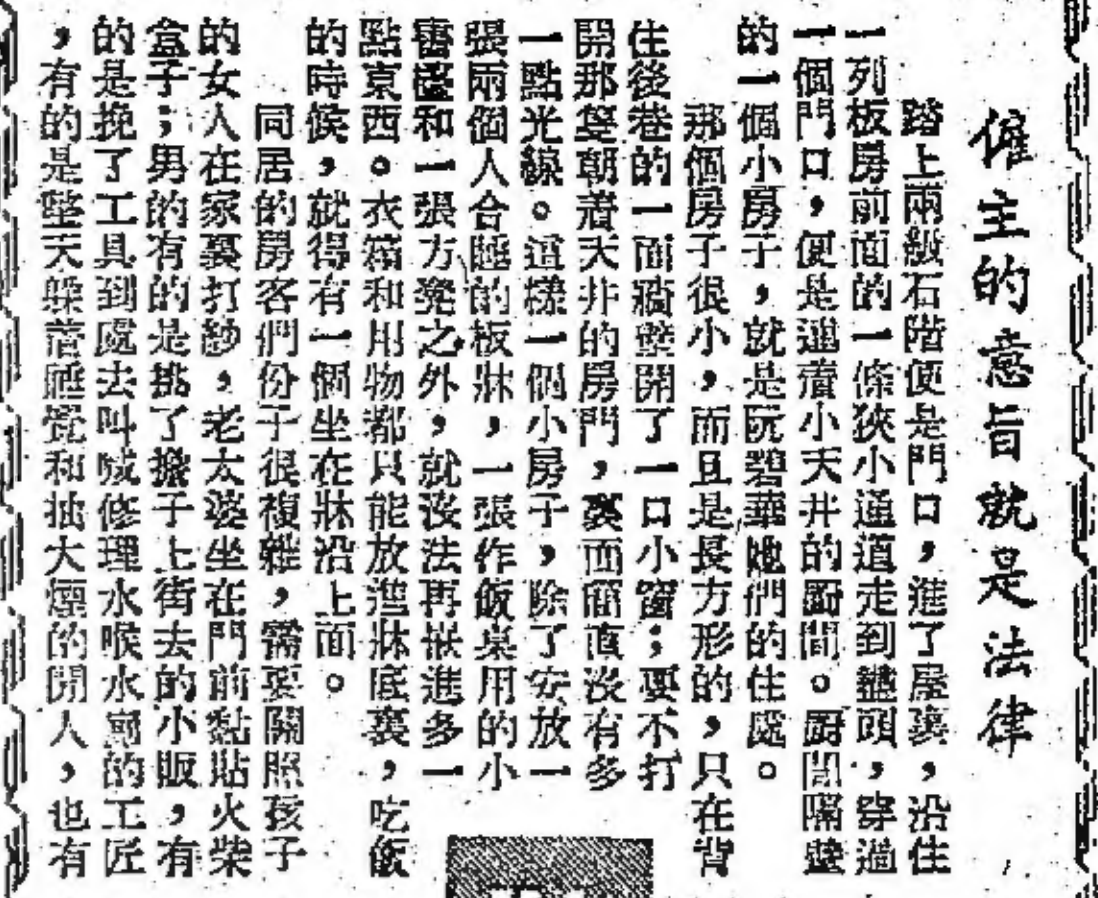 僱主的意旨就是法律
踏上兩級石階便是門口，進了屋裏，沿住
一列板房前面的一條狹小通道走到盡頭，穿過
一個門口，便是連着小天井的厨間。厨間隔壁
的一個小房子，就是阮碧華她們的住處。
那個房子很小，而且是長方形的，只在背
住後巷的一面牆壁開了一口小窗；要不打
開那隻朝着天井的房門，裏面簡直沒有多
一點光線。這樣一個小房子，除了安放一
張兩個人合睡的板牀，一張作飯桌用的小
書檯和一張方凳之外，就沒法再嵌進多一
點東西。衣箱和用物都只能放進牀底裏，吃飯
的時候，就得有一個坐在牀沿上面。
同居的房客們份子很複雜，需要關照孩子
的女人在家裏打紗，老太婆坐在門前黏貼火柴
盒子；男的有的是挑了擔子上街去的小販，有
的是挽了工具到處去叫喊修理水喉水廁的工匠
，有的是整天躲着睡覺和抽大煙的閒人，也有